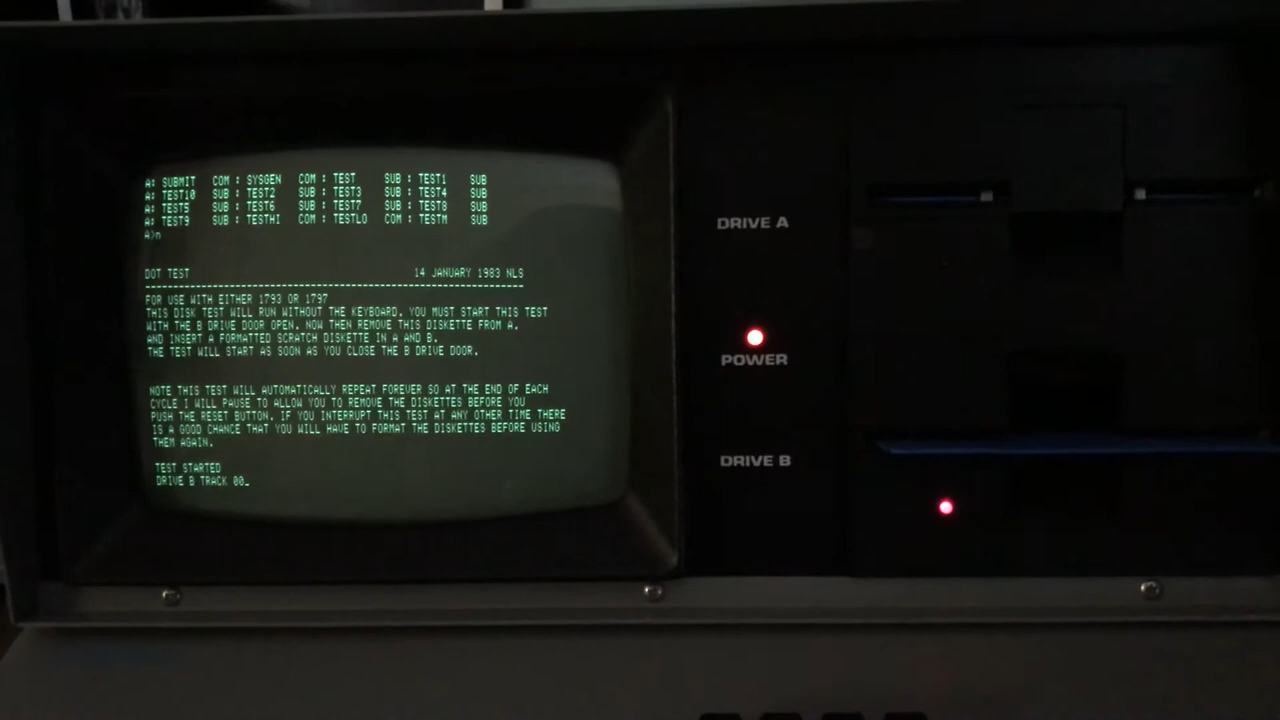 A: SUBMIT   COM : SYSGEN   COM : TEST     SUB : TEST1    SUB
A: TEST10   SUB : TEST2    SUB : TEST3    SUB : TEST4    SUB
A: TEST5    SUB : TEST6    SUB : TEST7    SUB : TEST8    SUB
A: TEST9    SUB : TESTHI   COM : TESTLO   COM : TESTM    SUB
A>n
DOT TEST                                14 JANUARY 1983 NLS
------------------------------------------------------------
FOR USE WITH EITHER 1793 OR 1797
THIS DISK TEST WILL RUN WITHOUT THE KEYBOARD. YOU MUST START THIS TEST
WITH THE B DRIVE DOOR OPEN. NOW THEN REMOVE THIS DISKETTE FROM A.
AND INSERT A FORMATTED SCRATCH DISKETTE IN A AND B.
THE TEST WILL START AS SOON AS YOU CLOSE THE B DRIVE DOOR.
NOTE THIS TEST WILL AUTOMATICALLY REPEAT FOREVER SO AT THE END OF EACH
CYCLE I WILL PAUSE TO ALLOW YOU TO REMOVE THE DISKETTES BEFORE YOU
PUSH THE RESET BUTTON. IF YOU INTERRUPT THIS TEST AT ANY OTHER TIME THERE
IS A GOOD CHANCE THAT YOU WILL HAVE TO FORMAT THE DISKETTES BEFORE USING
THEM AGAIN.
TEST STARTED
DRIVE B TRACK 00_
DRIVE A
POWER
DRIVE B